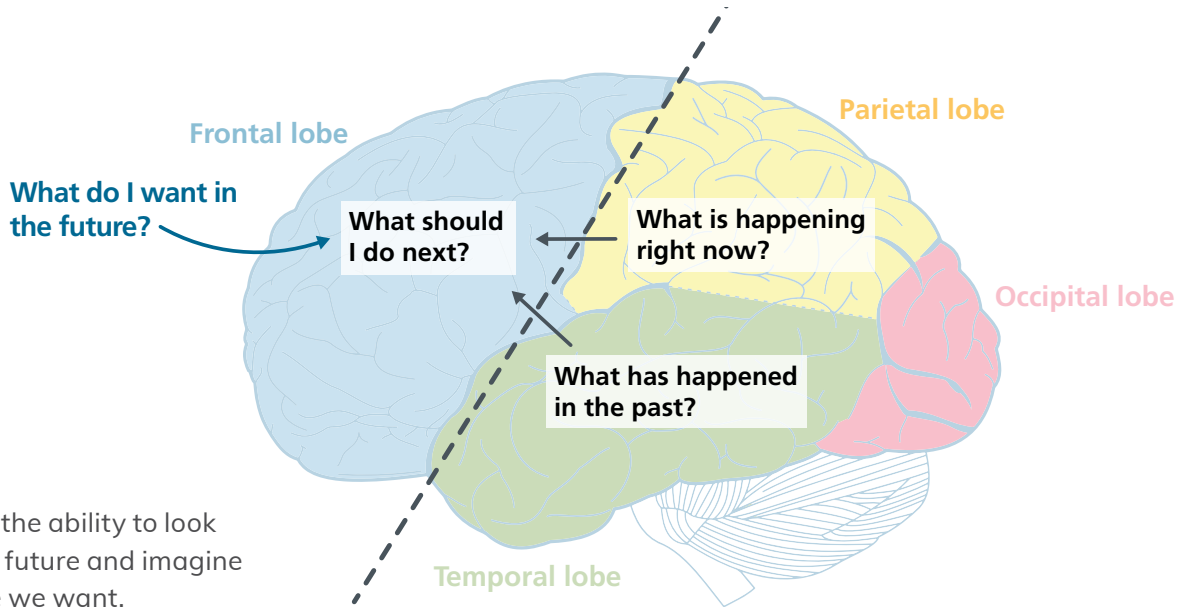 Frontal lobe
Parietal lobe
What do I want in
the future?
What should
I do next?
What is happening
right now?
Occipital lobe
What has happened
in the past?
the ability to look
future and imagine
we want.
Temporal lobe